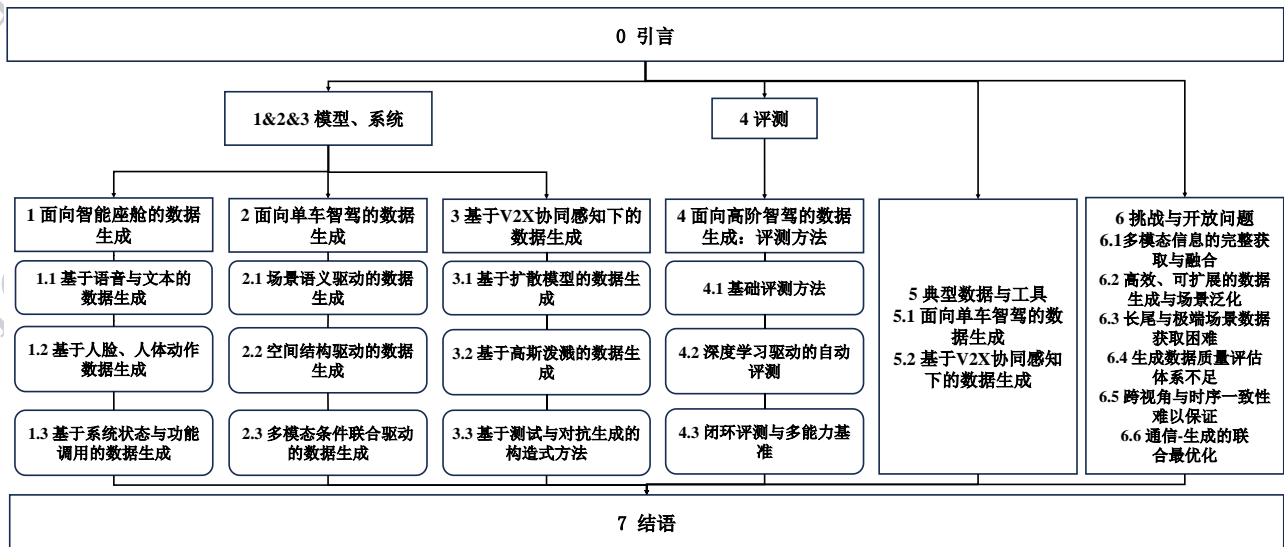 0 引言
1&2&3 模型、系统
4 评测
1 面向智能座舱的数据
生成
1.1 基于语音与文本的
数据生成
1.2 基于人脸、人体动作
数据生成
1.3 基于系统状态与功能
调用的数据生成
2 面向单车智驾的数据
生成
2.1 场景语义驱动的数据
生成
2.2 空间结构驱动的数据
生成
2.3 多模态条件联合驱动
的数据生成
3 基于V2X协同感知下的
数据生成
3.1 基于扩散模型的数据生
成
3.2 基于高斯泼溅的数据生
成
3.3 基于测试与对抗生成的
构造式方法
4 面向高阶智驾的数据
生成：评测方法
4.1 基础评测方法
4.2 深度学习驱动的自动
评测
4.3 闭环评测与多能力基
准
5 典型数据与工具
5.1 面向单车智驾的数
据生成
5.2 基于V2X协同感知
下的数据生成
6 挑战与开放问题
6.1多模态信息的完整获
取与融合
6.2 高效、可扩展的数据
生成与场景泛化
6.3 长尾与极端场景数据
获取困难
6.4 生成数据质量评估
体系不足
6.5 跨视角与时序一致性
难以保证
6.6 通信-生成的联
合最优化
7 结语